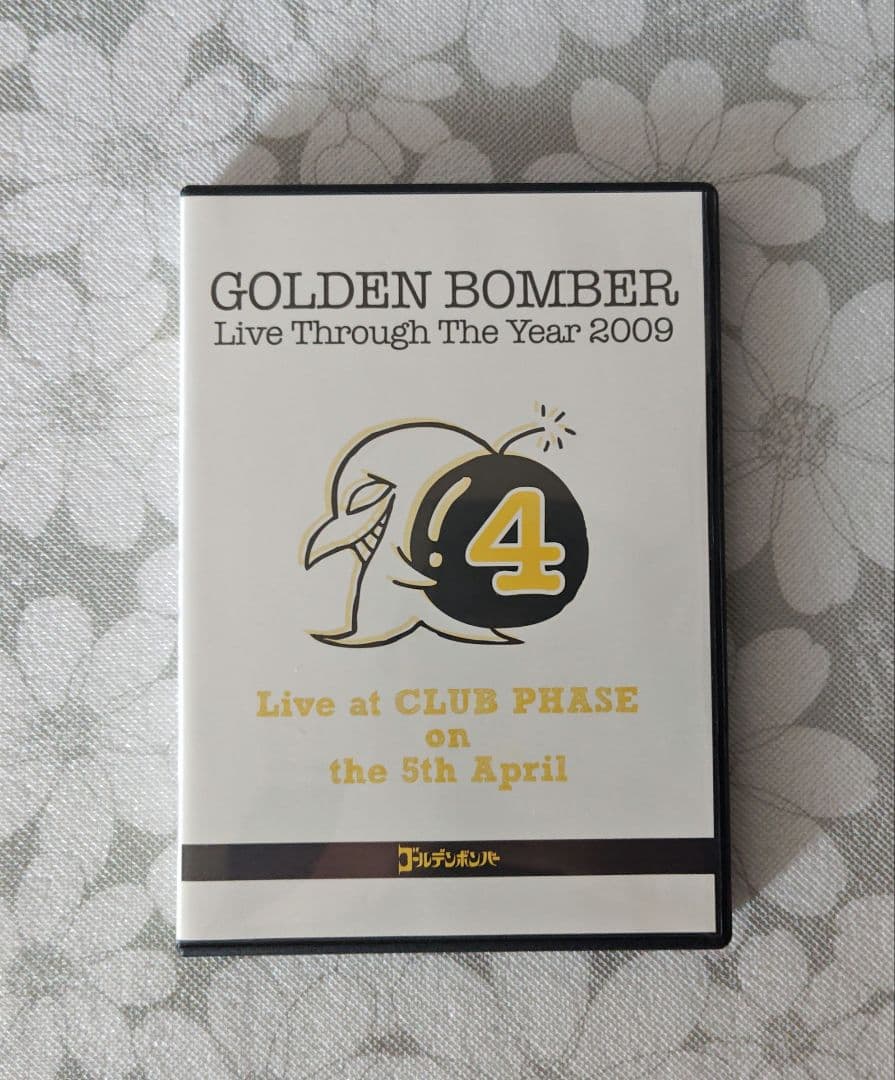 GOLDEN BOMBER
Live Through The Year 2009
4
Live at CLUB PHASE
on
the 5th April
ゴールデンボンバー